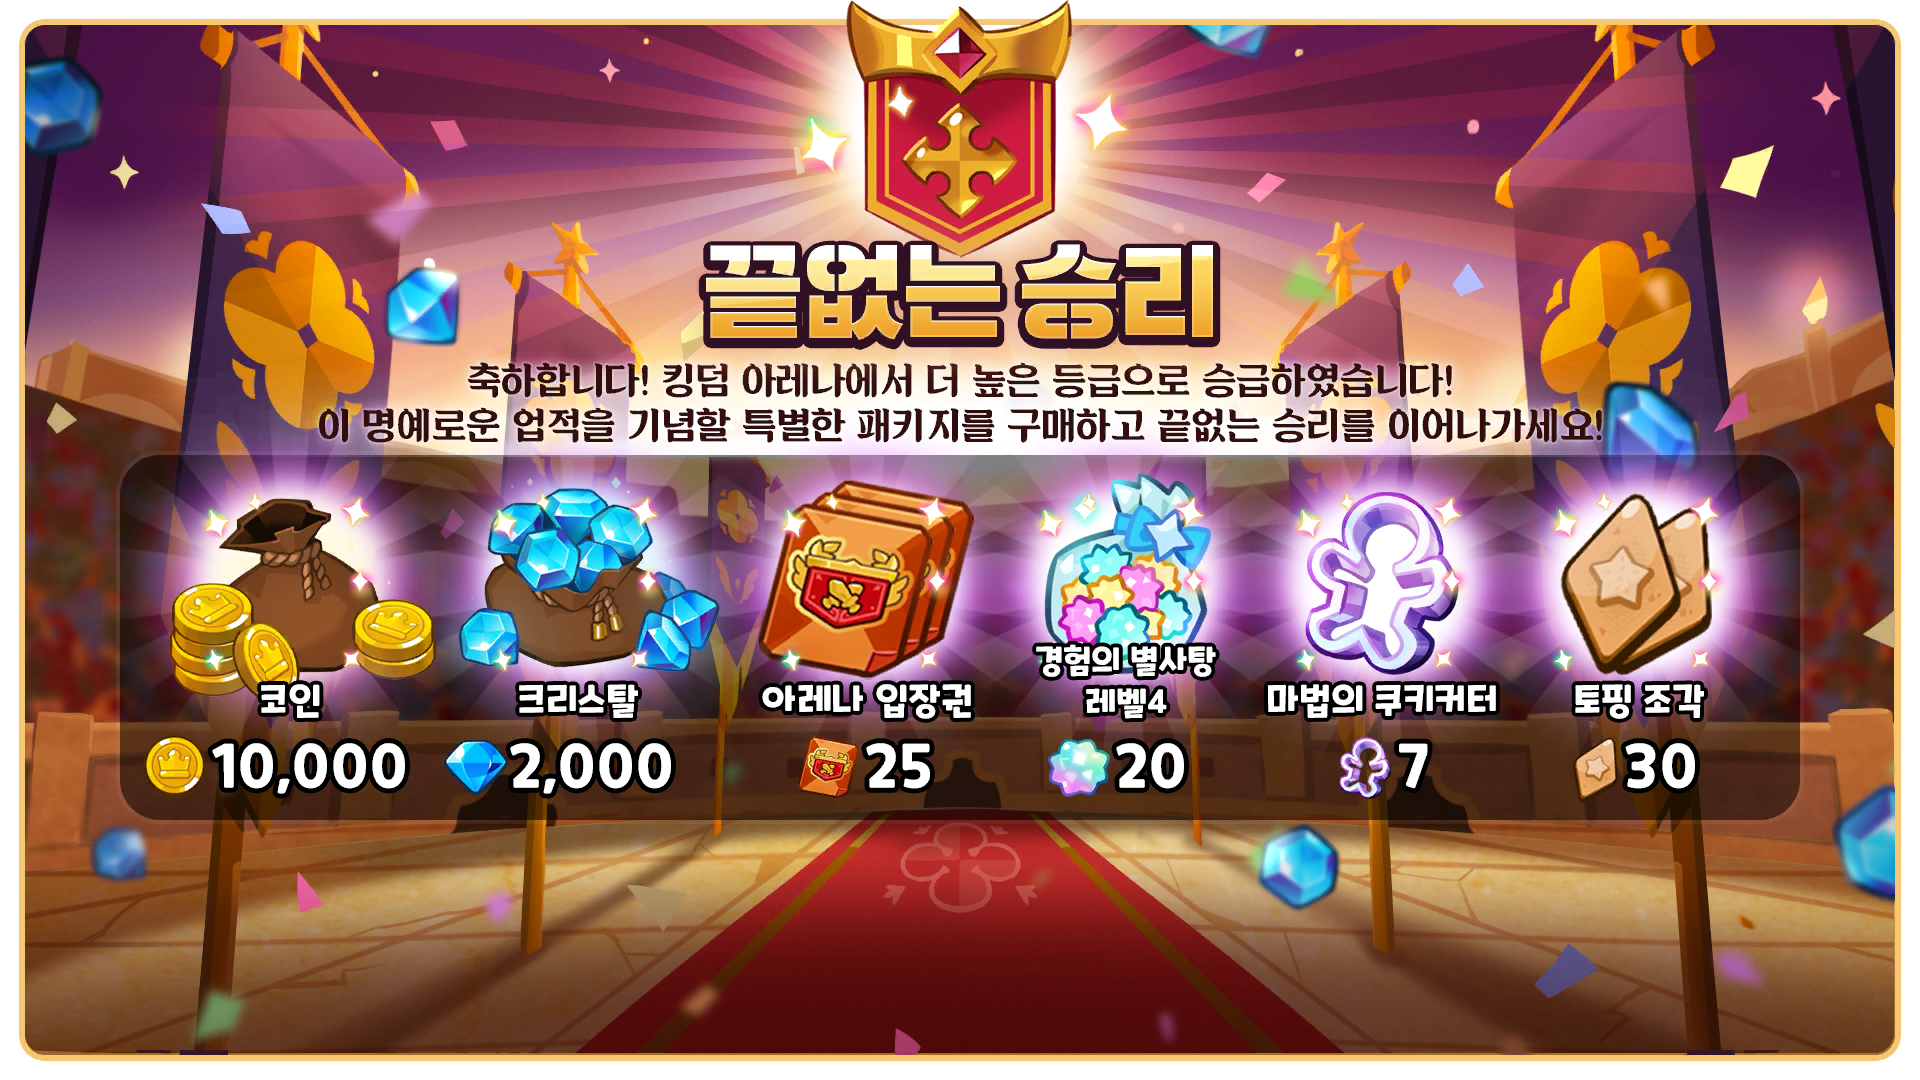 끝없는 승리
축하합니다! 킹덤 아레나에서 더 높은 등급으로 승급하였습니다!
이 명예로운 업적을 기념할 특별한 패키지를 구매하고 끝없는 승리를 이어나가세요!
코인
10,000
크리스탈
2,000
아레나 입장권
25
경험의 별사탕
레벨4
20
마법의 쿠키커터
7
토핑 조각
30